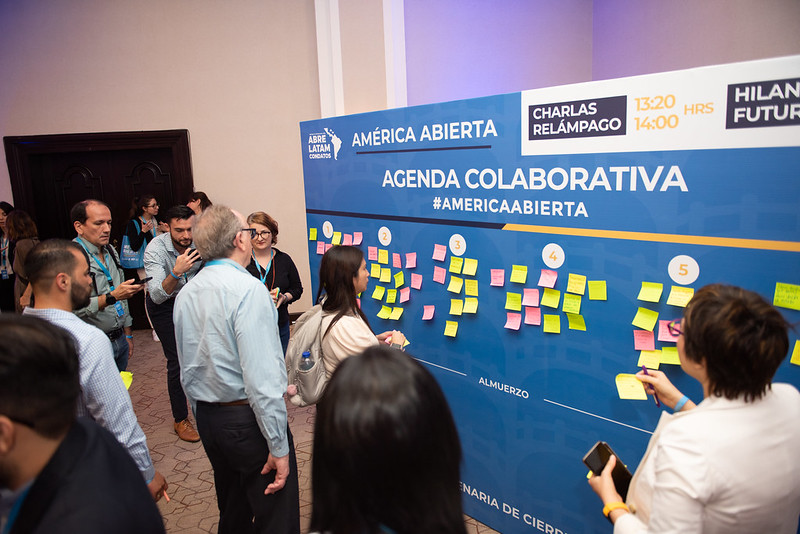 ABRE
LATAM
CONDATOS
AMÉRICA ABIERTA
CHARLAS
RELÁMPAGO
13:20
14:00
HRS
HILAN
FUTUR
AGENDA COLABORATIVA
#AMERICAABIERTA
1
2
3
4
5
ALMUERZO
ENARIA DE CIERR